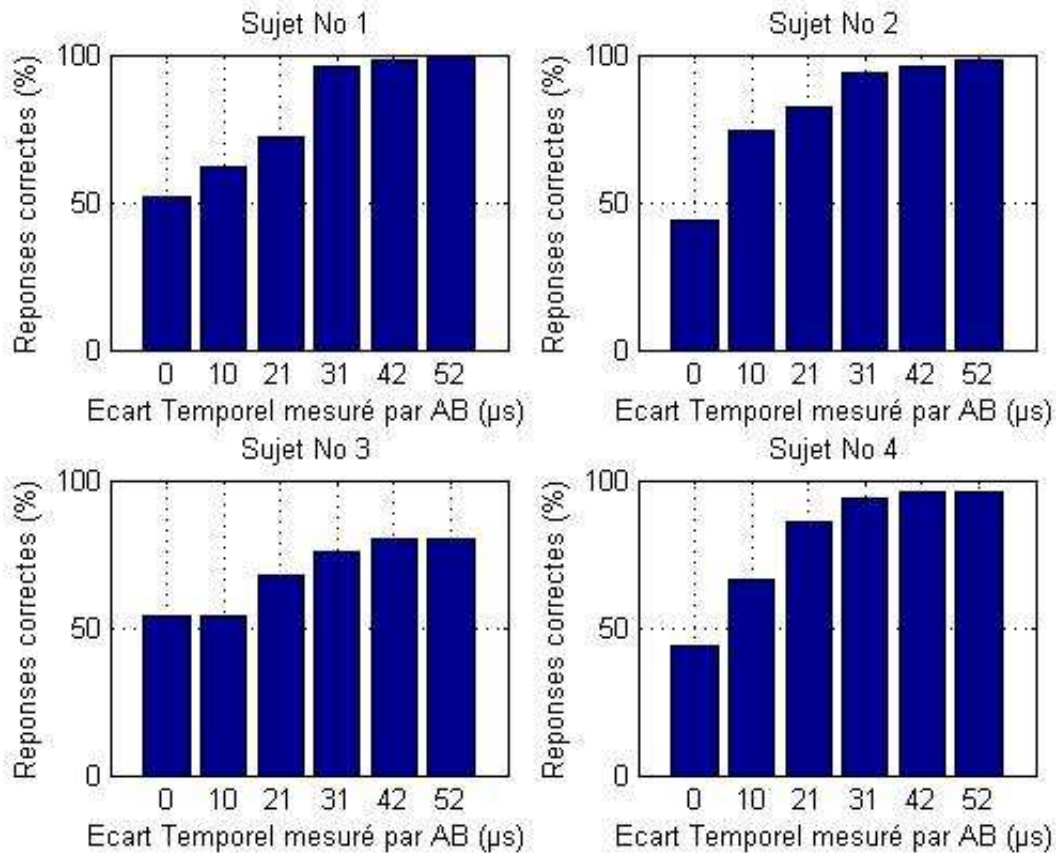 Sujet No 1
Reponses correctes (%)
100
50
0
0 10 21 31 42 52
Ecart Temporel mesuré par AB (µs)
Sujet No 2
Reponses correctes (%)
100
50
0
0 10 21 31 42 52
Ecart Temporel mesuré par AB (µs)
Sujet No 3
Reponses correctes (%)
100
50
0
0 10 21 31 42 52
Ecart Temporel mesuré par AB (µs)
Sujet No 4
Reponses correctes (%)
100
50
0
0 10 21 31 42 52
Ecart Temporel mesuré par AB (µs)